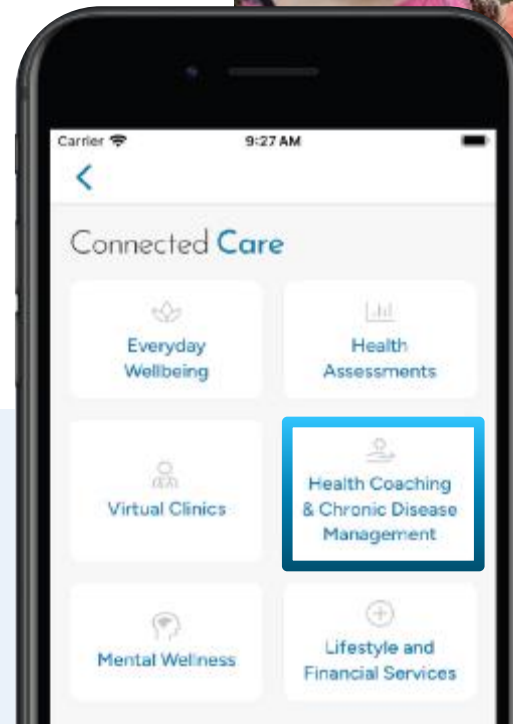 Carrier 9:27 AM
Connected Care
Everyday
Wellbeing
Health
Assessments
Virtual Clinics
Health Coaching
& Chronic Disease
Management
Mental Wellness
Lifestyle and
Financial Services